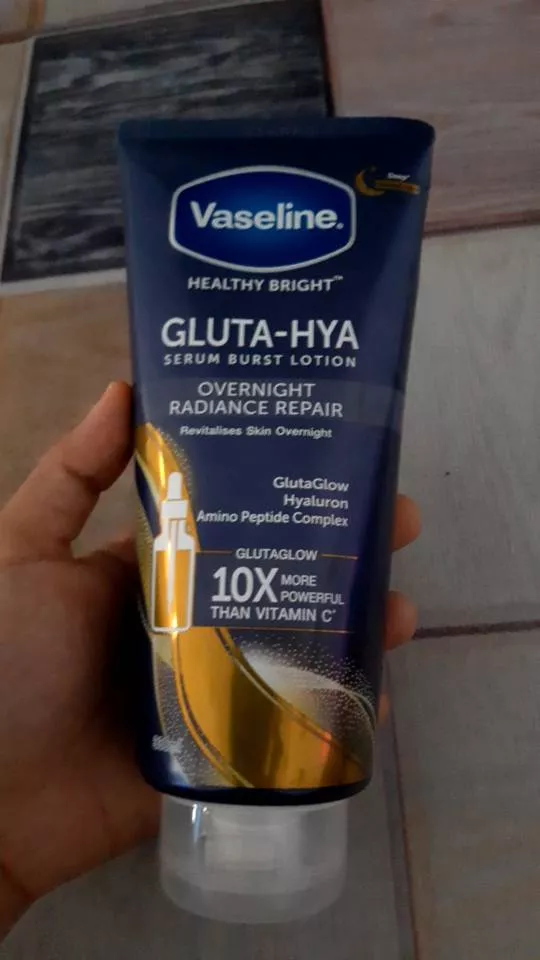 Vaseline.
HEALTHY BRIGHT™
GLUTA-HYA
SERUM BURST LOTION
OVERNIGHT
RADIANCE REPAIR
Revitalises Skin Overnight
GlutaGlow
Hyaluron
Amino Peptide Complex
GLUTAGLOW
10X MORE POWERFUL
THAN VITAMIN C*